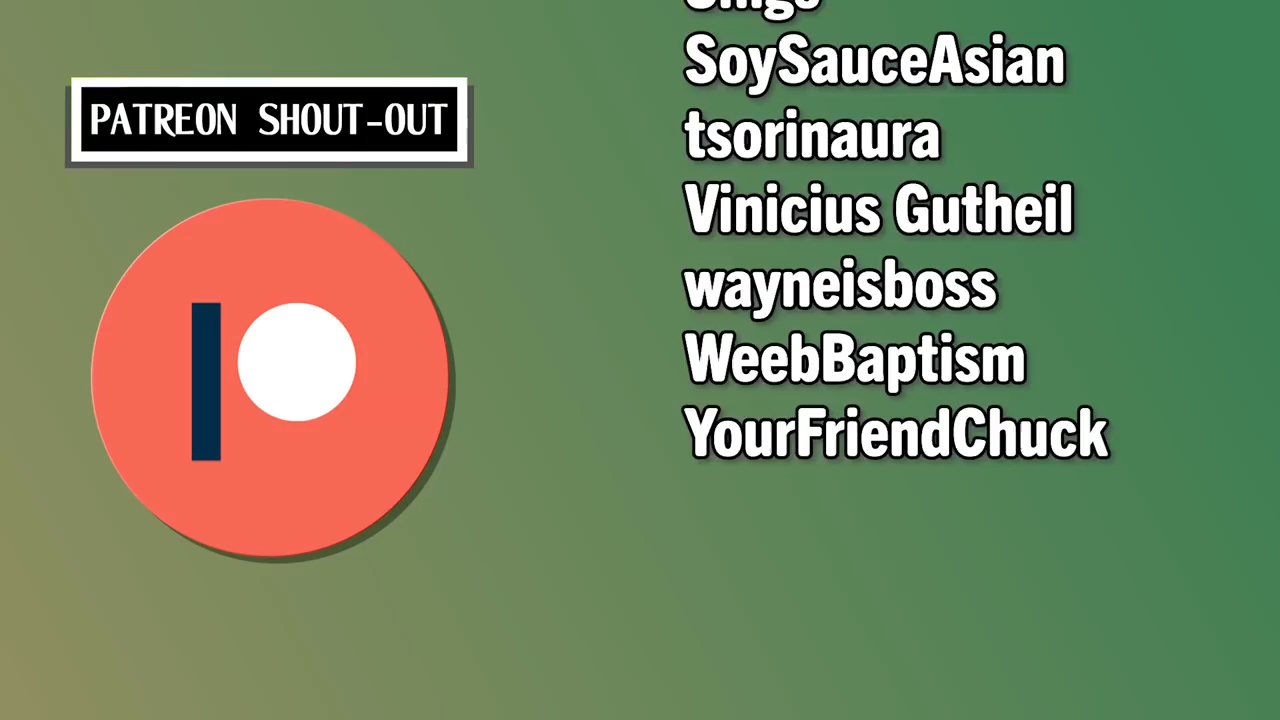 PATREON SHOUT-OUT
SoySauceAsian
tsorinaura
Vinicius Gutheil
wayneisboss
WeebBaptism
YourFriendChuck